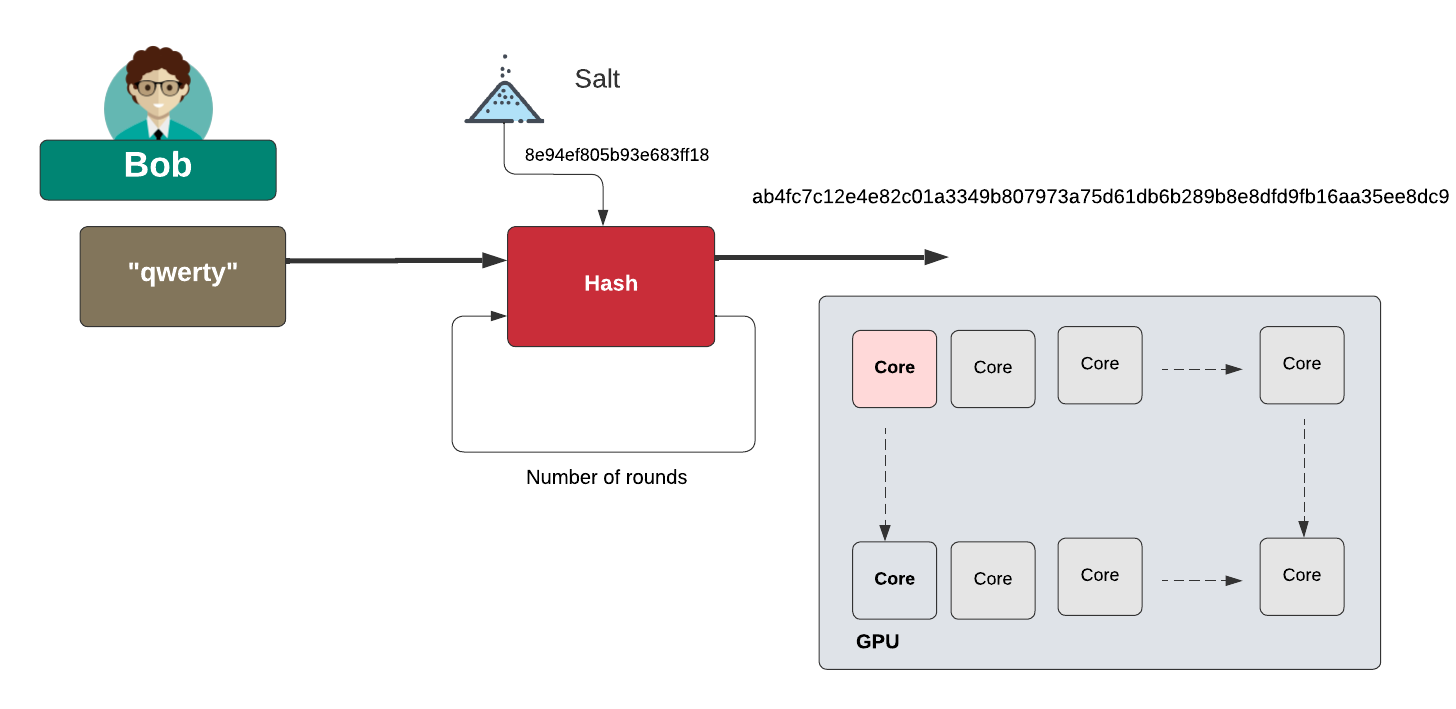 Bob
"qwerty"
Salt
8e94ef805b93e683ff18
Hash
Number of rounds
ab4fc7c12e4e82c01a3349b807973a75d61db6b289b8e8dfd9fb16aa35ee8dc9
Core
Core
Core
Core
Core
Core
Core
Core
GPU